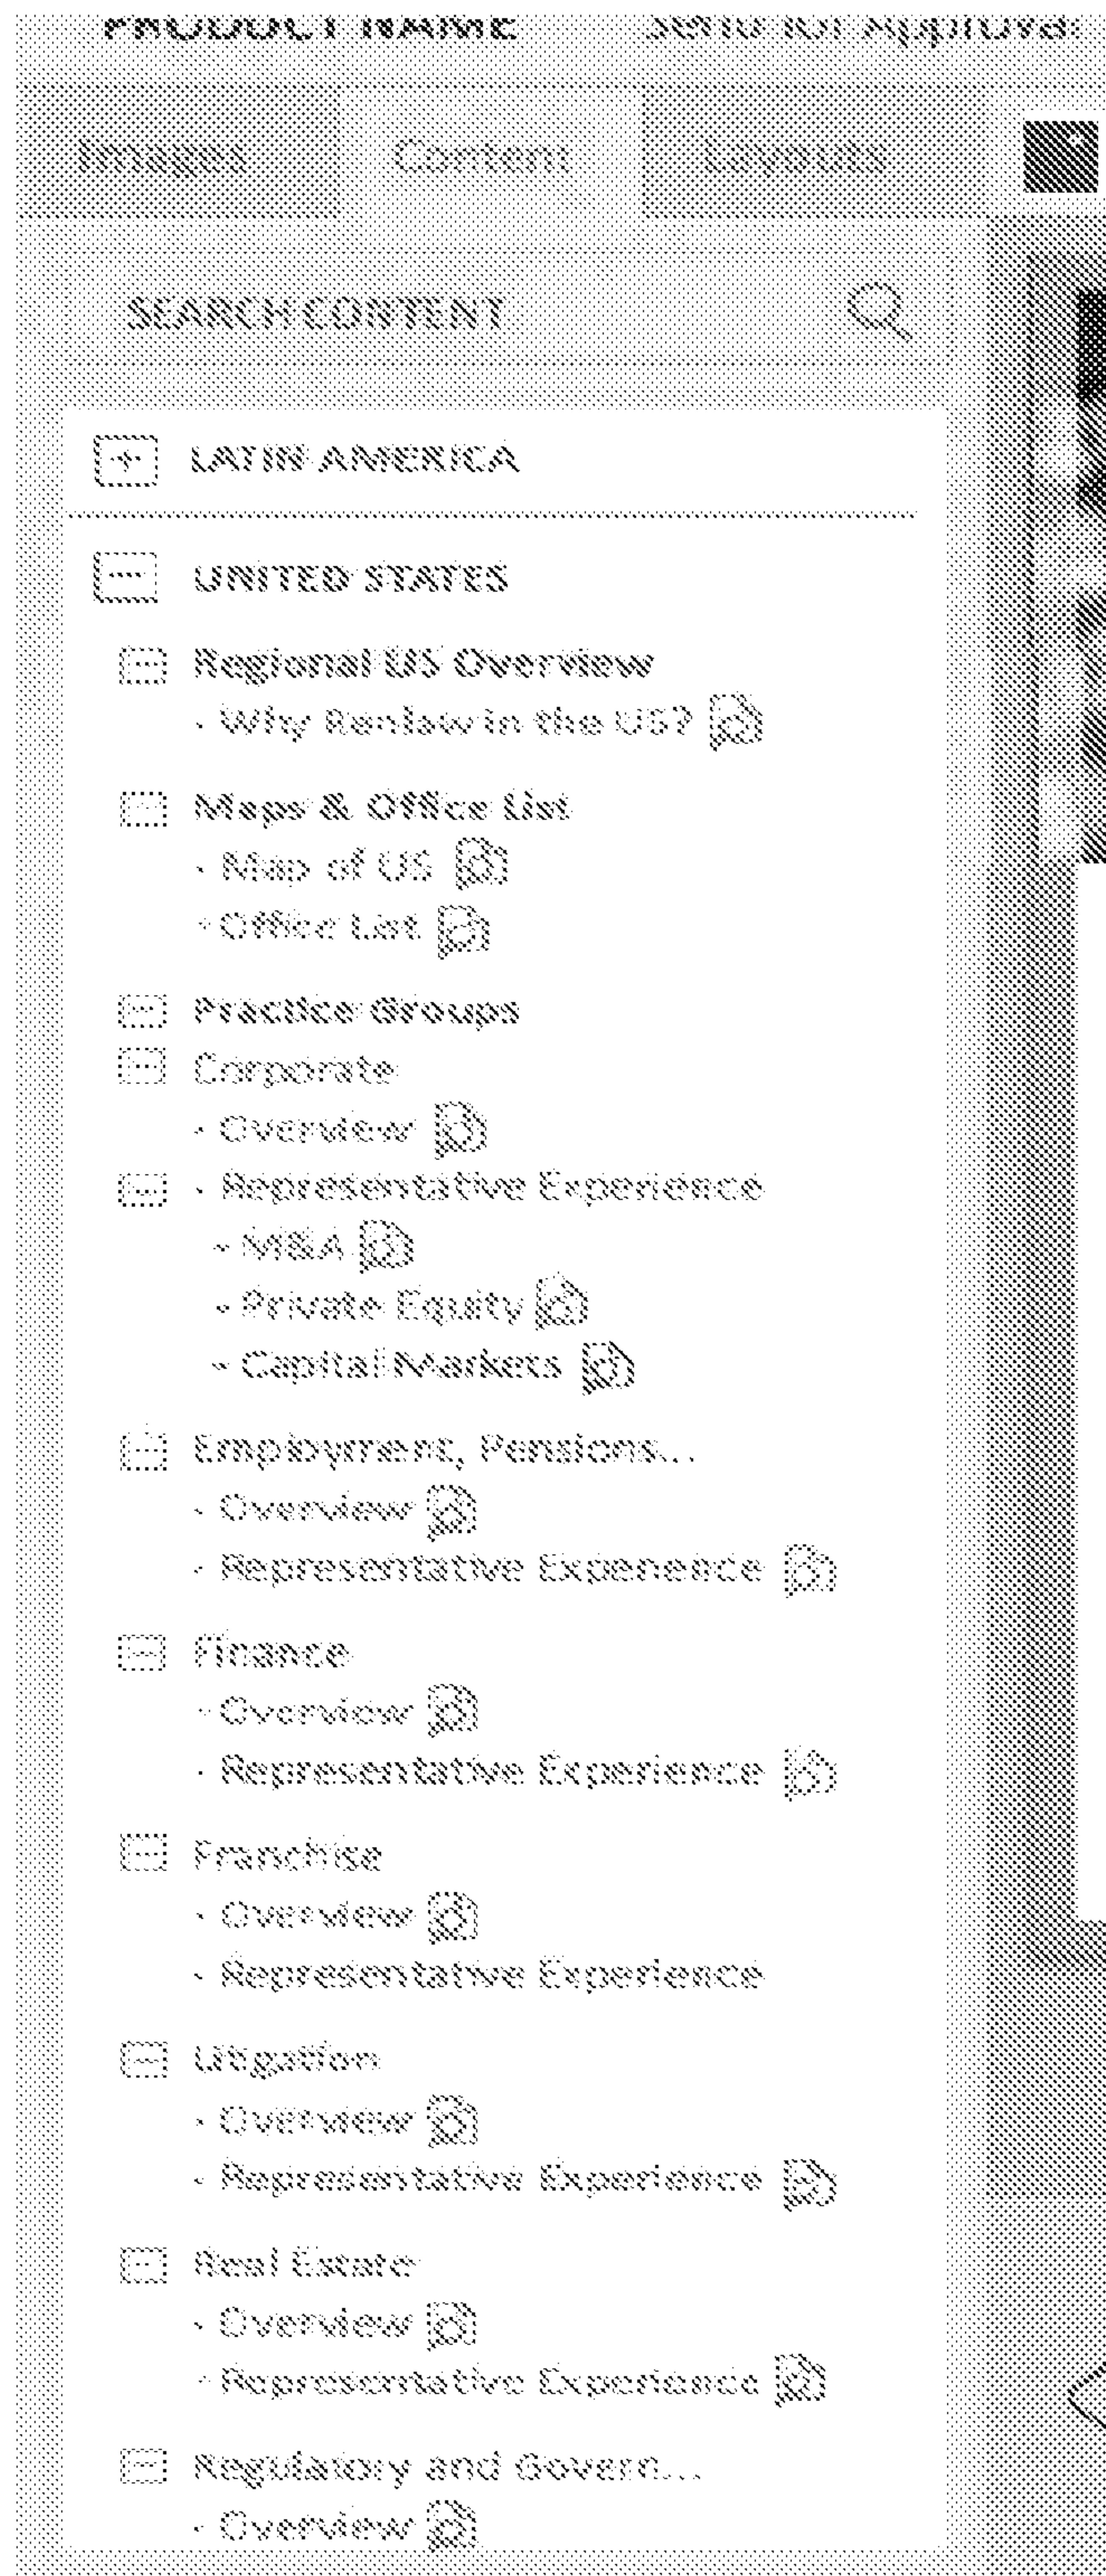 PRODUCT NAME Send for Approval
Images Content Layouts
SEARCH CONTENT
+ LATIN AMERICA
− UNITED STATES
− Regional US Overview
· Why Renlaw in the US?
− Maps & Office List
· Map of US
· Office List
− Practice Groups
− Corporate
· Overview
− · Representative Experience
- M&A
- Private Equity
- Capital Markets
− Employment, Pensions...
· Overview
· Representative Experience
− Finance
· Overview
· Representative Experience
− Franchise
· Overview
· Representative Experience
− Litigation
· Overview
· Representative Experience
− Real Estate
· Overview
· Representative Experience
− Regulatory and Govern...
· Overview